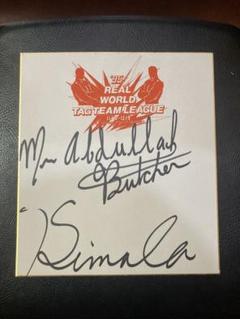 '95
REAL
WORLD
TAG TEAM LEAGUE
Mr Abdullah
Butcher
"Kimala